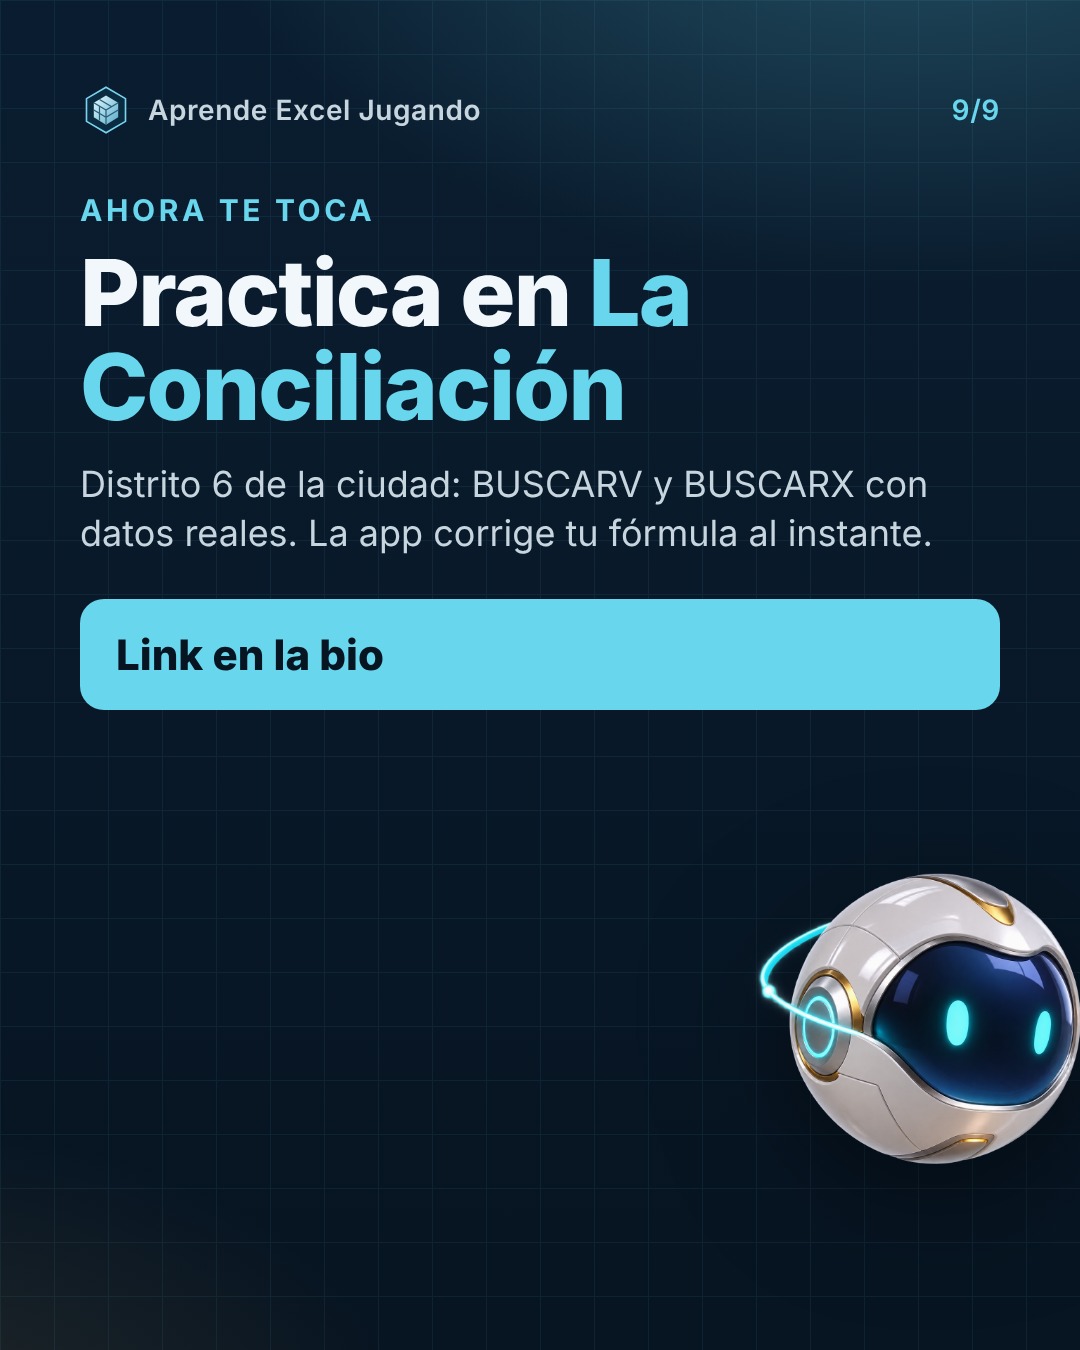 Aprende Excel Jugando
9/9
AHORA TE TOCA
Practica en La
Conciliación
Distrito 6 de la ciudad: BUSCARV y BUSCARX con
datos reales. La app corrige tu fórmula al instante.
Link en la bio